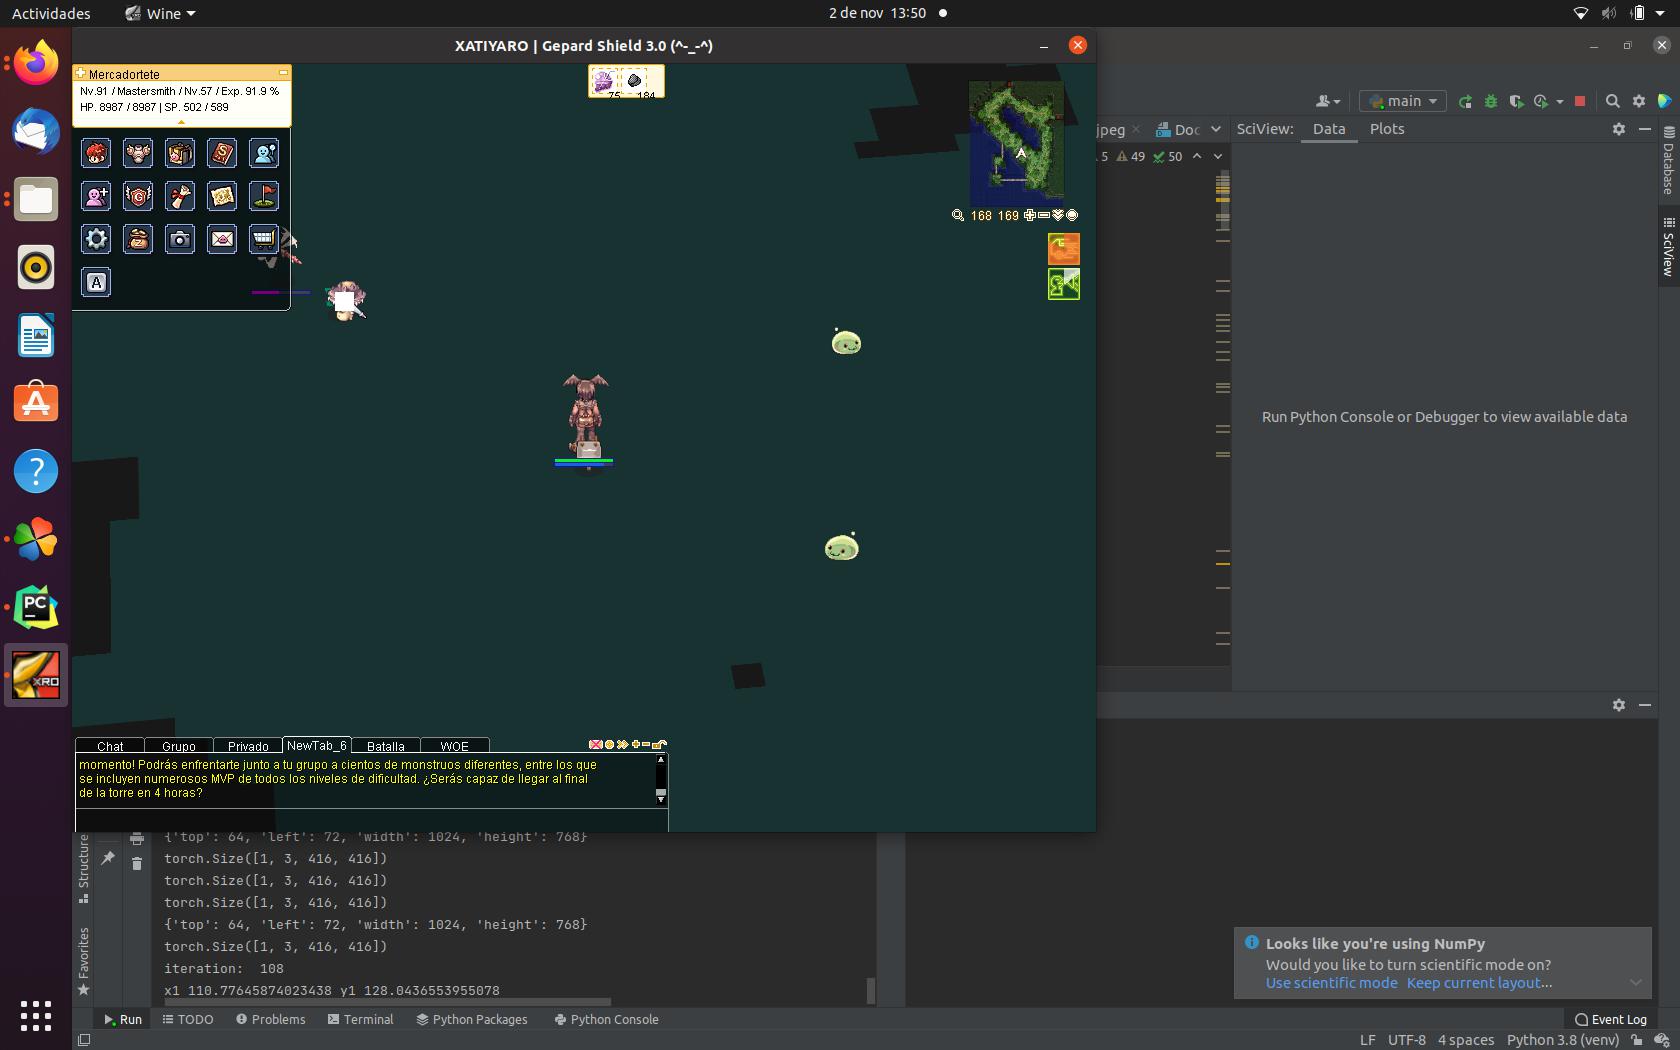 Actividades
Wine
2 de nov 13:50
XATIYARO | Gepard Shield 3.0 (^-_-^)
Mercadortete
Nv.91 / Mastersmith / Nv.57 / Exp. 91.9 %
HP. 8987 / 8987 | SP. 502 / 589
75
184
168 169
main
jpeg
Doc
SciView:
Data
Plots
5
49
50
Database
SciView
Run Python Console or Debugger to view available data
Chat
Grupo
Privado
NewTab_6
Batalla
WOE
momento! Podrás enfrentarte junto a tu grupo a cientos de monstruos diferentes, entre los que
se incluyen numerosos MVP de todos los niveles de dificultad. ¿Serás capaz de llegar al final
de la torre en 4 horas?
{'top': 64, 'left': 72, 'width': 1024, 'height': 768}
torch.Size([1, 3, 416, 416])
torch.Size([1, 3, 416, 416])
torch.Size([1, 3, 416, 416])
{'top': 64, 'left': 72, 'width': 1024, 'height': 768}
torch.Size([1, 3, 416, 416])
iteration:  108
x1 110.77645874023438 y1 128.0436553955078
Structure
Favorites
Looks like you're using NumPy
Would you like to turn scientific mode on?
Use scientific mode Keep current layout...
Run
TODO
Problems
Terminal
Python Packages
Python Console
Event Log
LF UTF-8 4 spaces Python 3.8 (venv)
XRO
PC
A